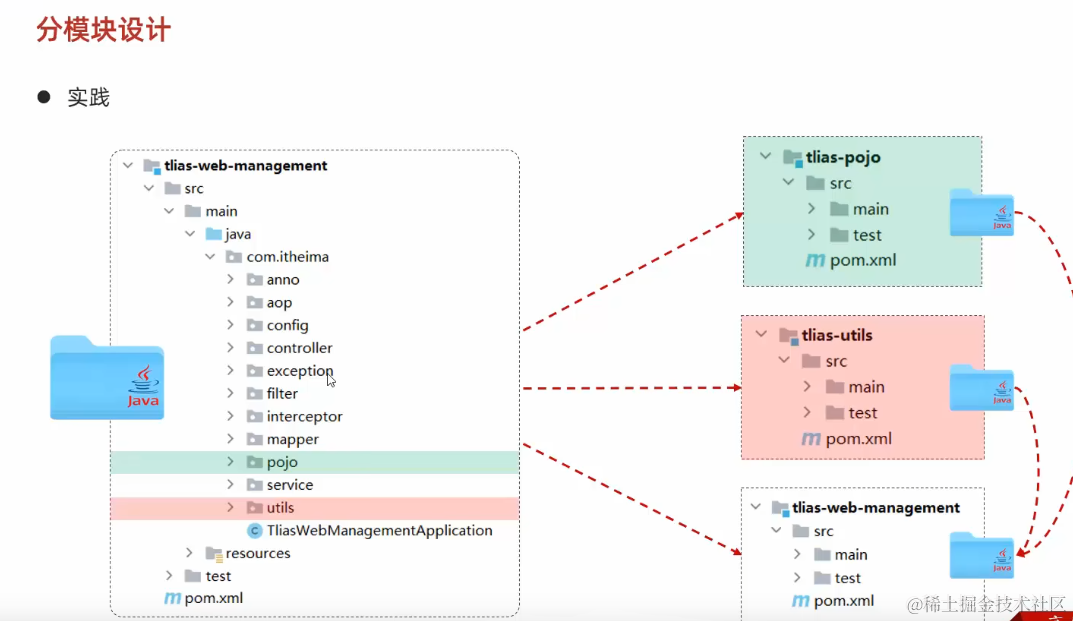 分模块设计
● 实践
tlias-web-management
src
main
java
com.itheima
anno
aop
config
controller
exception
filter
interceptor
mapper
pojo
service
utils
TliasWebManagementApplication
resources
test
pom.xml
Java
tlias-pojo
src
main
test
pom.xml
Java
tlias-utils
src
main
test
pom.xml
Java
tlias-web-management
src
main
test
pom.xml
Java
@稀土掘金技术社区